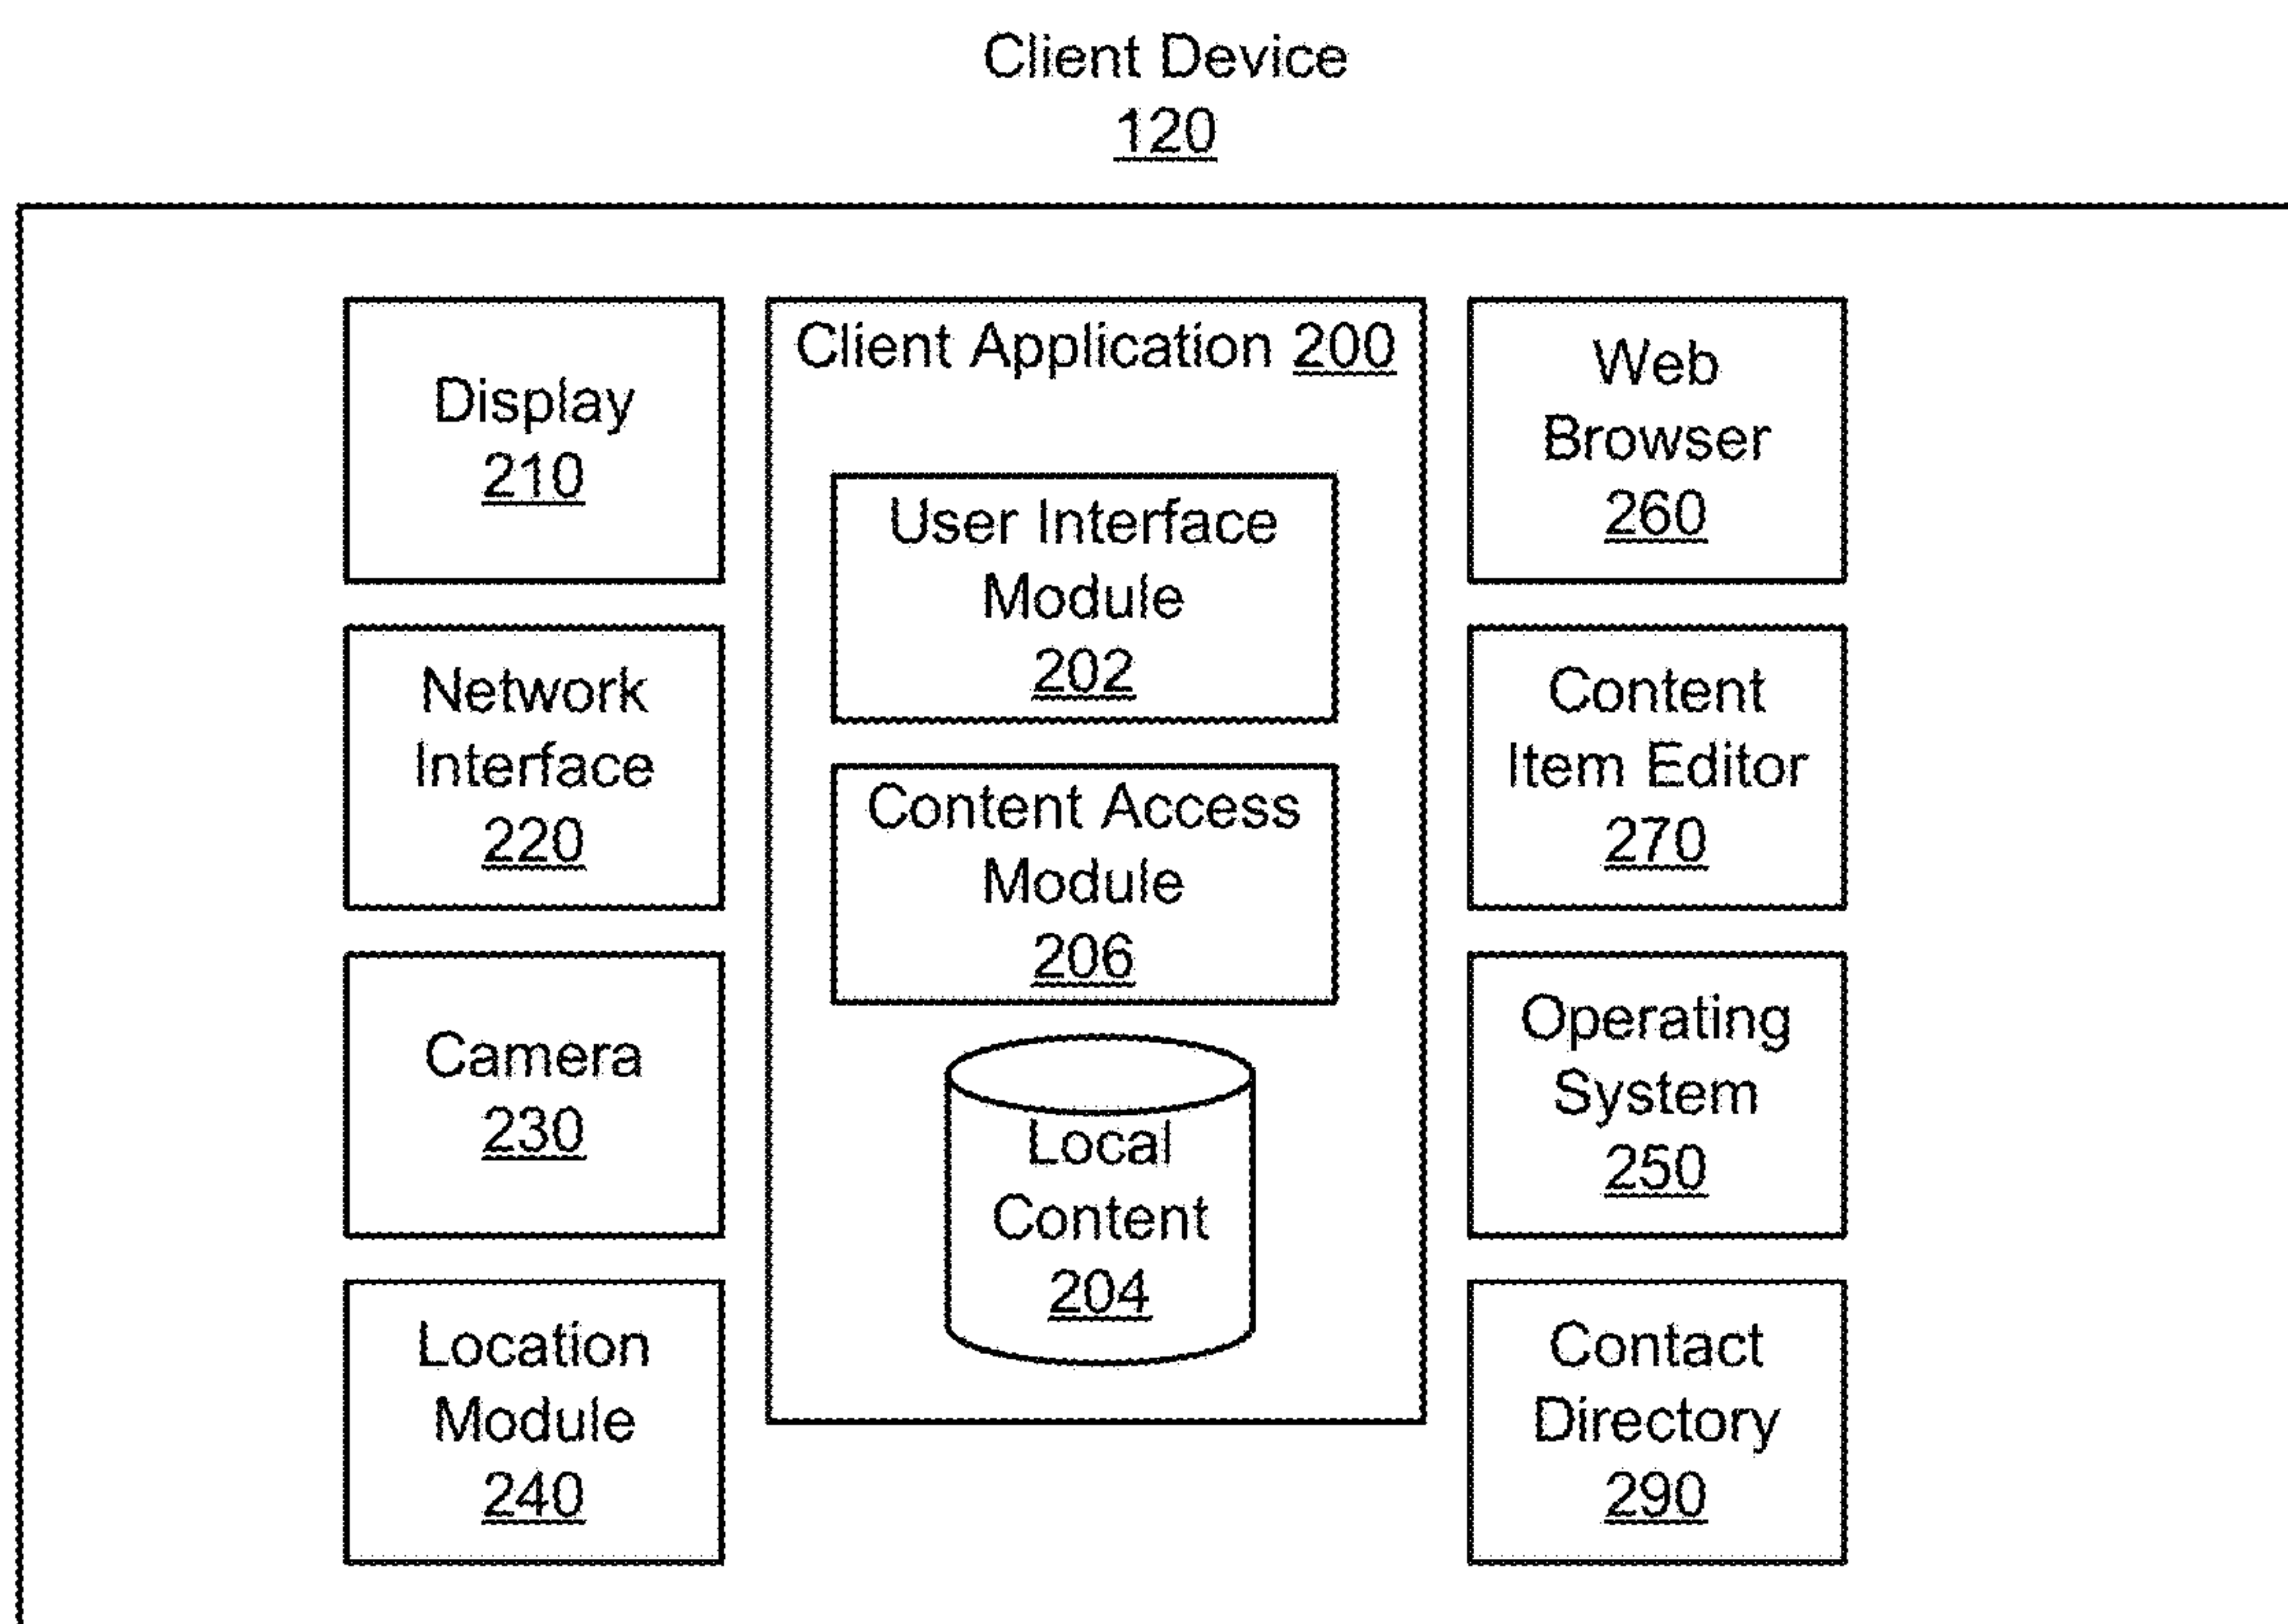 Client Device
120
Display
210
Network
Interface
220
Camera
230
Location
Module
240
Client Application 200
User Interface
Module
202
Content Access
Module
206
Local
Content
204
Web
Browser
260
Content
Item Editor
270
Operating
System
250
Contact
Directory
290